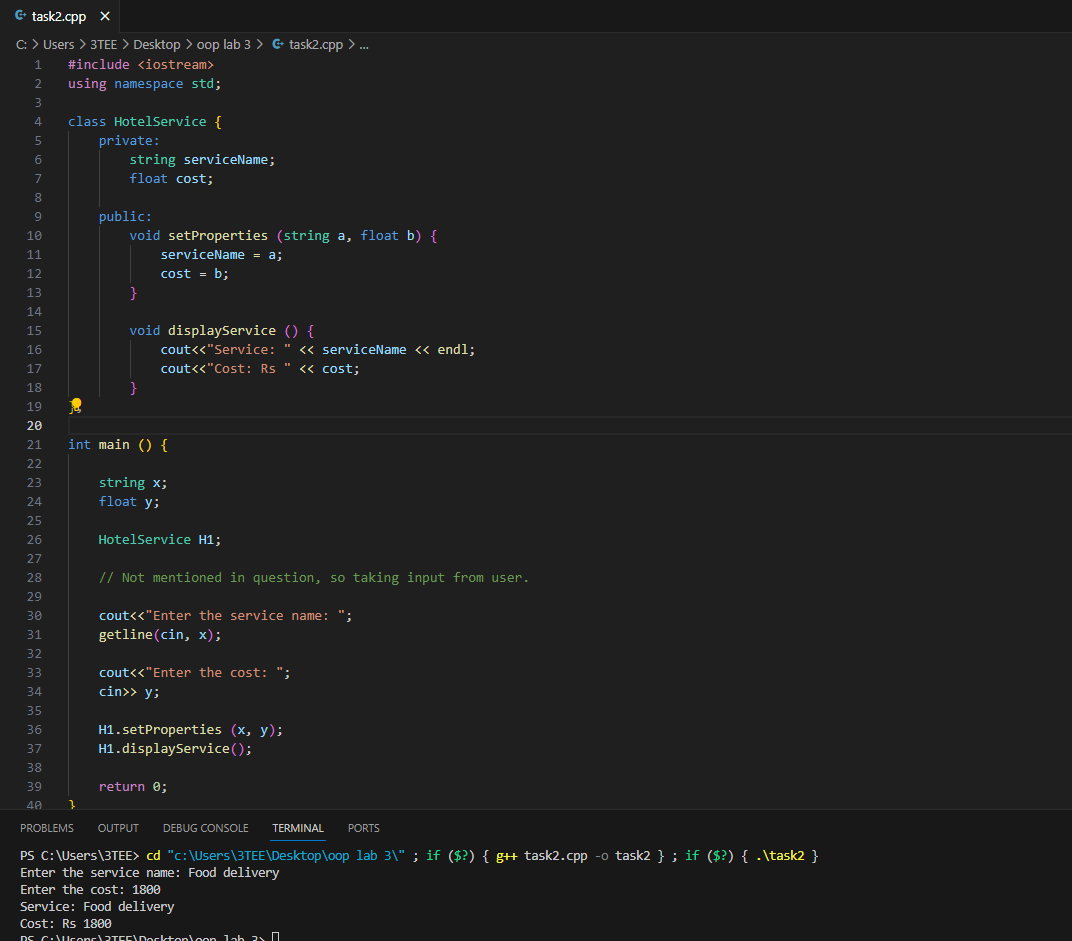 task2.cpp
C: > Users > 3TEE > Desktop > oop lab 3 > task2.cpp > ...
1 #include <iostream>
2 using namespace std;
3
4 class HotelService {
5     private:
6         string serviceName;
7         float cost;
8
9     public:
10         void setProperties (string a, float b) {
11             serviceName = a;
12             cost = b;
13         }
14
15         void displayService () {
16             cout<<"Service: " << serviceName << endl;
17             cout<<"Cost: Rs " << cost;
18         }
19 };
20
21 int main () {
22
23     string x;
24     float y;
25
26     HotelService H1;
27
28     // Not mentioned in question, so taking input from user.
29
30     cout<<"Enter the service name: ";
31     getline(cin, x);
32
33     cout<<"Enter the cost: ";
34     cin>> y;
35
36     H1.setProperties (x, y);
37     H1.displayService();
38
39     return 0;
40 }
PROBLEMS OUTPUT DEBUG CONSOLE TERMINAL PORTS
PS C:\Users\3TEE> cd "c:\Users\3TEE\Desktop\oop lab 3\" ; if ($?) { g++ task2.cpp -o task2 } ; if ($?) { .\task2 }
Enter the service name: Food delivery
Enter the cost: 1800
Service: Food delivery
Cost: Rs 1800
PS C:\Users\3TEE\Desktop\oop lab 3>